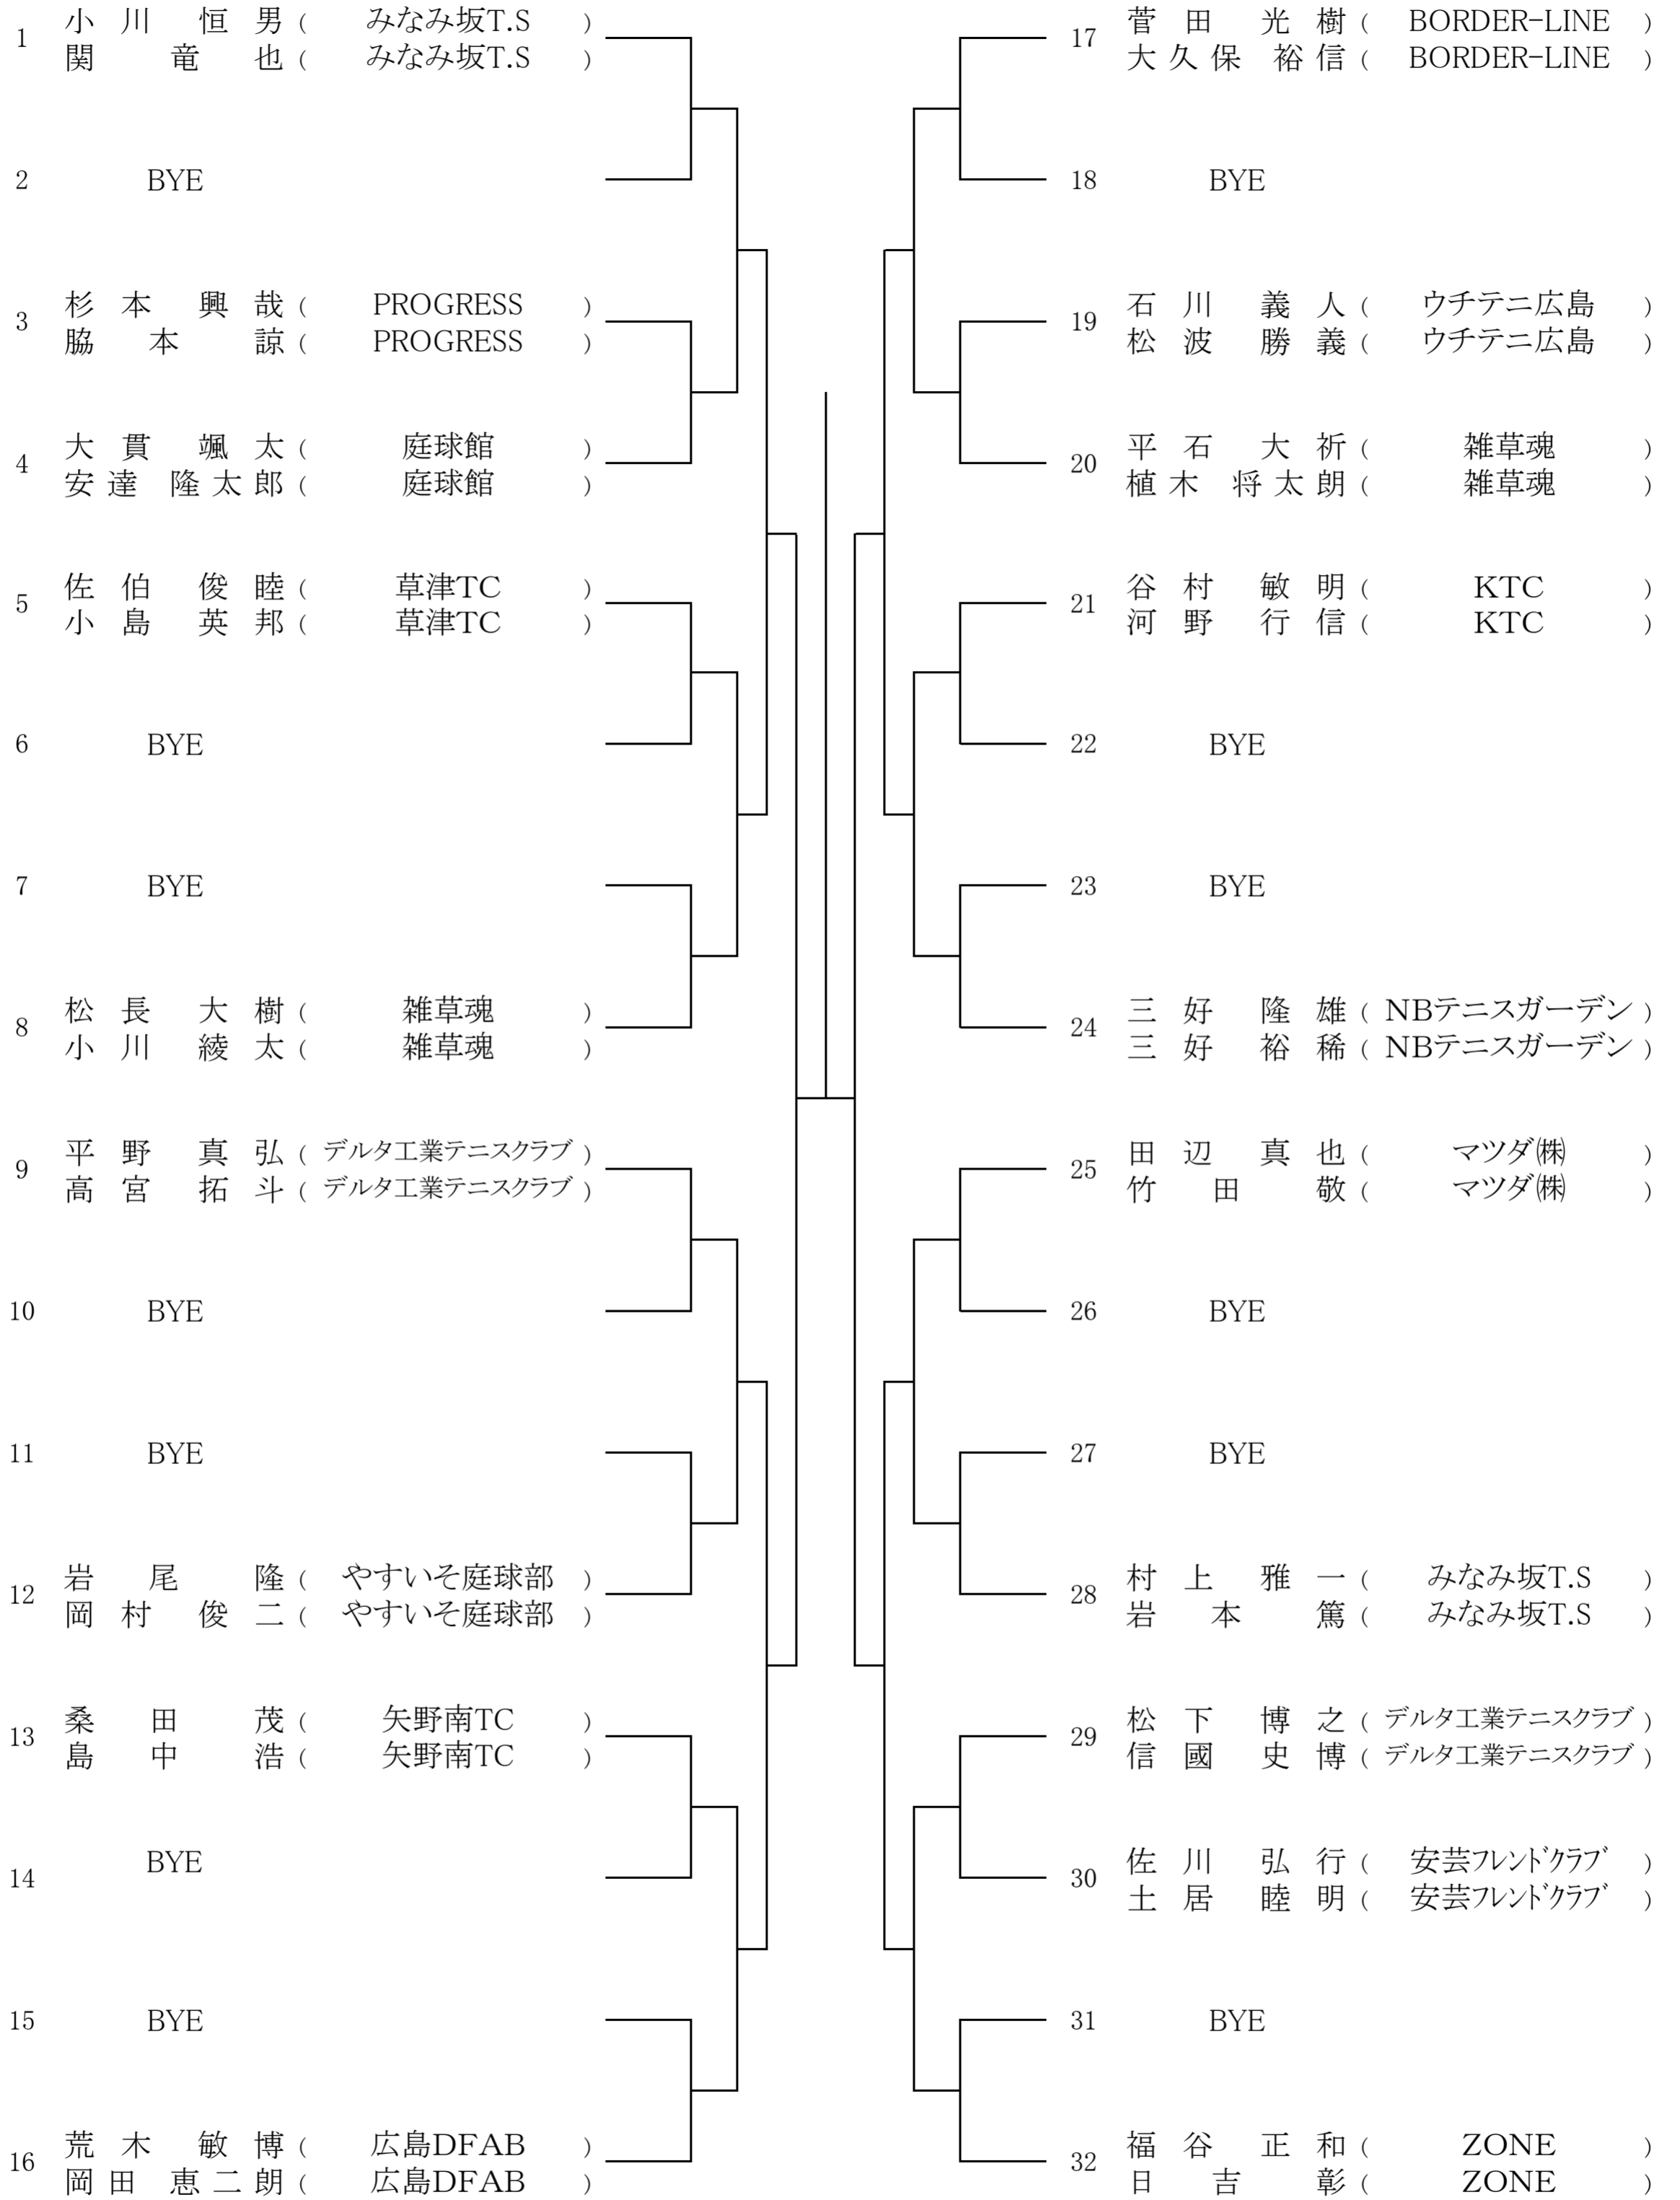 1 小川 恒男 ( みなみ坂T.S )
関 竜也 ( みなみ坂T.S )
2 BYE
3 杉本 興哉 ( PROGRESS )
脇本 諒 ( PROGRESS )
4 大貫 颯太 ( 庭球館 )
安達 隆太郎 ( 庭球館 )
5 佐伯 俊睦 ( 草津TC )
小島 英邦 ( 草津TC )
6 BYE
7 BYE
8 松長 大樹 ( 雑草魂 )
小川 綾太 ( 雑草魂 )
9 平野 真弘 ( デルタ工業テニスクラブ )
高宮 拓斗 ( デルタ工業テニスクラブ )
10 BYE
11 BYE
12 岩尾 隆 ( やすいそ庭球部 )
岡村 俊二 ( やすいそ庭球部 )
13 桑田 茂 ( 矢野南TC )
島中 浩 ( 矢野南TC )
14 BYE
15 BYE
16 荒木 敏博 ( 広島DFAB )
岡田 恵二朗 ( 広島DFAB )
17 菅田 光樹 ( BORDER-LINE )
大久保 裕信 ( BORDER-LINE )
18 BYE
19 石川 義人 ( ウチテニ広島 )
松波 勝義 ( ウチテニ広島 )
20 平石 大祈 ( 雑草魂 )
植木 将太朗 ( 雑草魂 )
21 谷村 敏明 ( KTC )
河野 行信 ( KTC )
22 BYE
23 BYE
24 三好 隆雄 ( NBテニスガーデン )
三好 裕稀 ( NBテニスガーデン )
25 田辺 真也 ( マツダ㈱ )
竹田 敬 ( マツダ㈱ )
26 BYE
27 BYE
28 村上 雅一 ( みなみ坂T.S )
岩本 篤 ( みなみ坂T.S )
29 松下 博之 ( デルタ工業テニスクラブ )
信國 史博 ( デルタ工業テニスクラブ )
30 佐川 弘行 ( 安芸フレンドクラブ )
土居 睦明 ( 安芸フレンドクラブ )
31 BYE
32 福谷 正和 ( ZONE )
日吉 彰 ( ZONE )